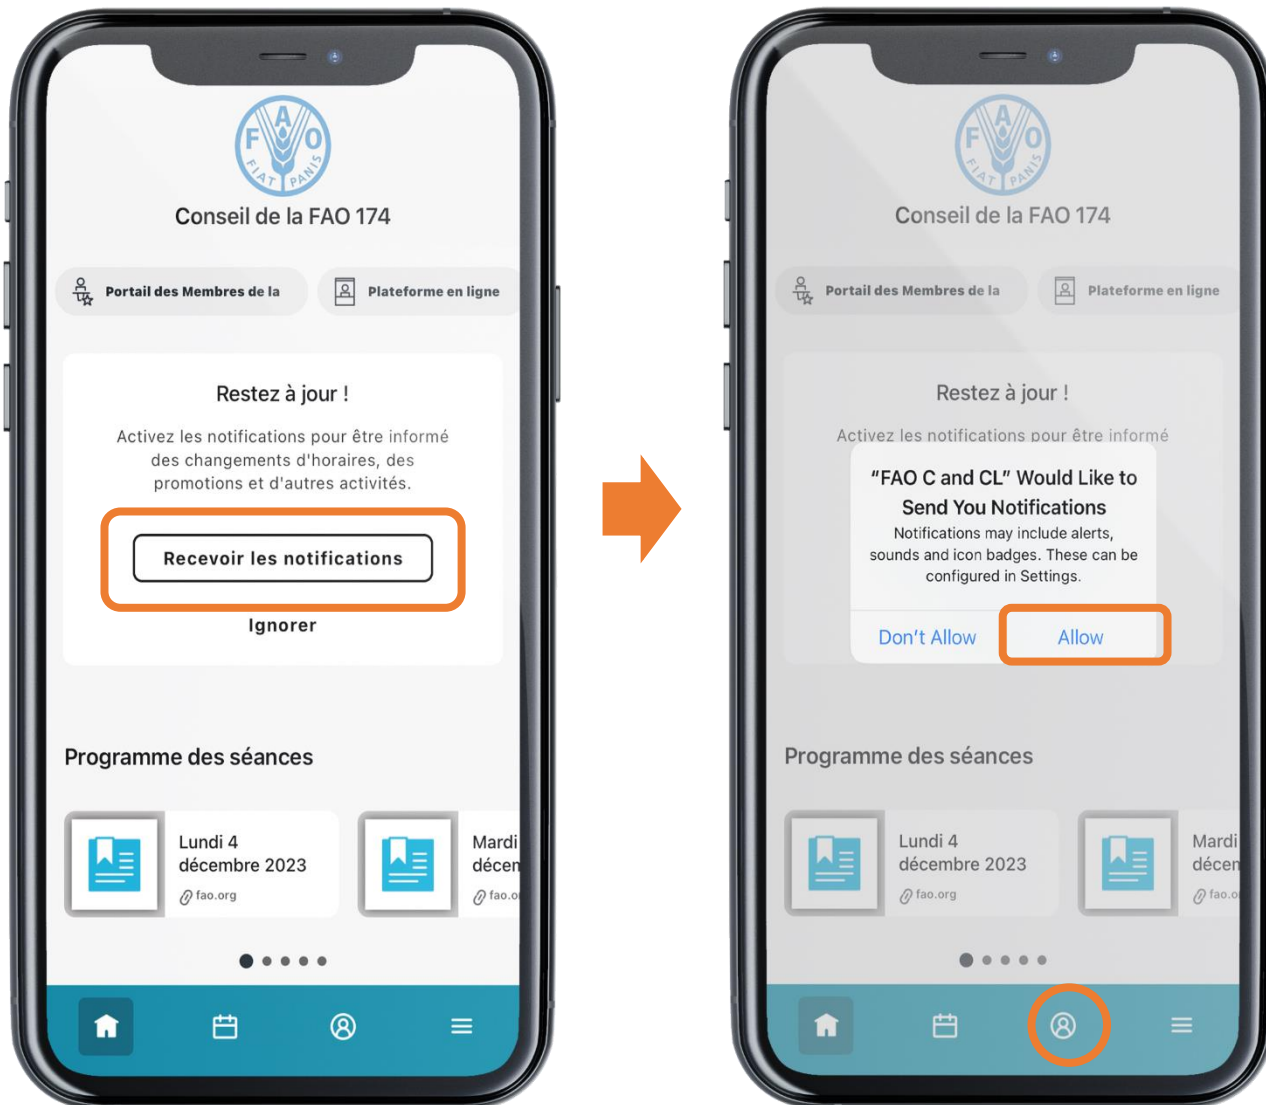 F A O
FIAT PANIS
Conseil de la FAO 174
Portail des Membres de la
Plateforme en ligne
Restez à jour !
Activez les notifications pour être informé
des changements d'horaires, des
promotions et d'autres activités.
Recevoir les notifications
Ignorer
Programme des séances
Lundi 4
décembre 2023
fao.org
Mardi
décen
fao.o
F A O
FIAT PANIS
Conseil de la FAO 174
Portail des Membres de la
Plateforme en ligne
Restez à jour !
Activez les notifications pour être informé
"FAO C and CL" Would Like to
Send You Notifications
Notifications may include alerts,
sounds and icon badges. These can be
configured in Settings.
Don't Allow
Allow
Programme des séances
Lundi 4
décembre 2023
fao.org
Mardi
décen
fao.o